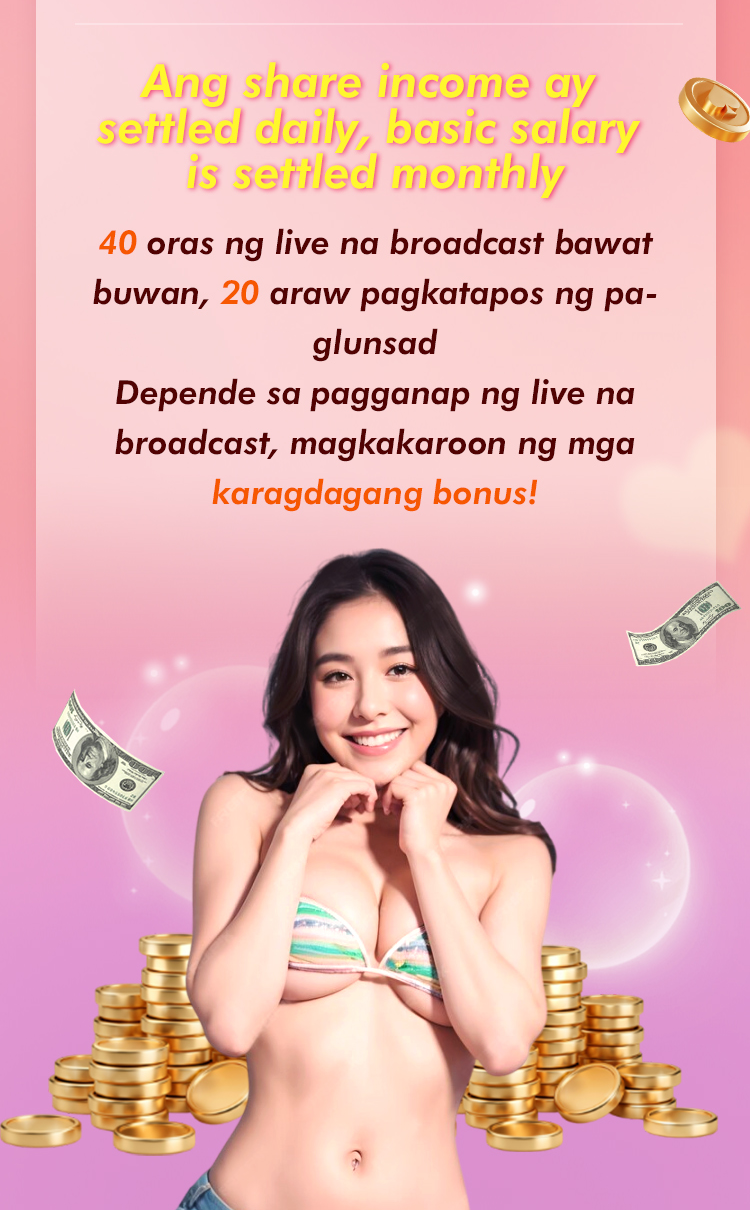 Ang share income ay
settled daily, basic salary
is settled monthly
40 oras ng live na broadcast bawat
buwan, 20 araw pagkatapos ng pa-
glunsad
Depende sa pagganap ng live na
broadcast, magkakaroon ng mga
karagdagang bonus!